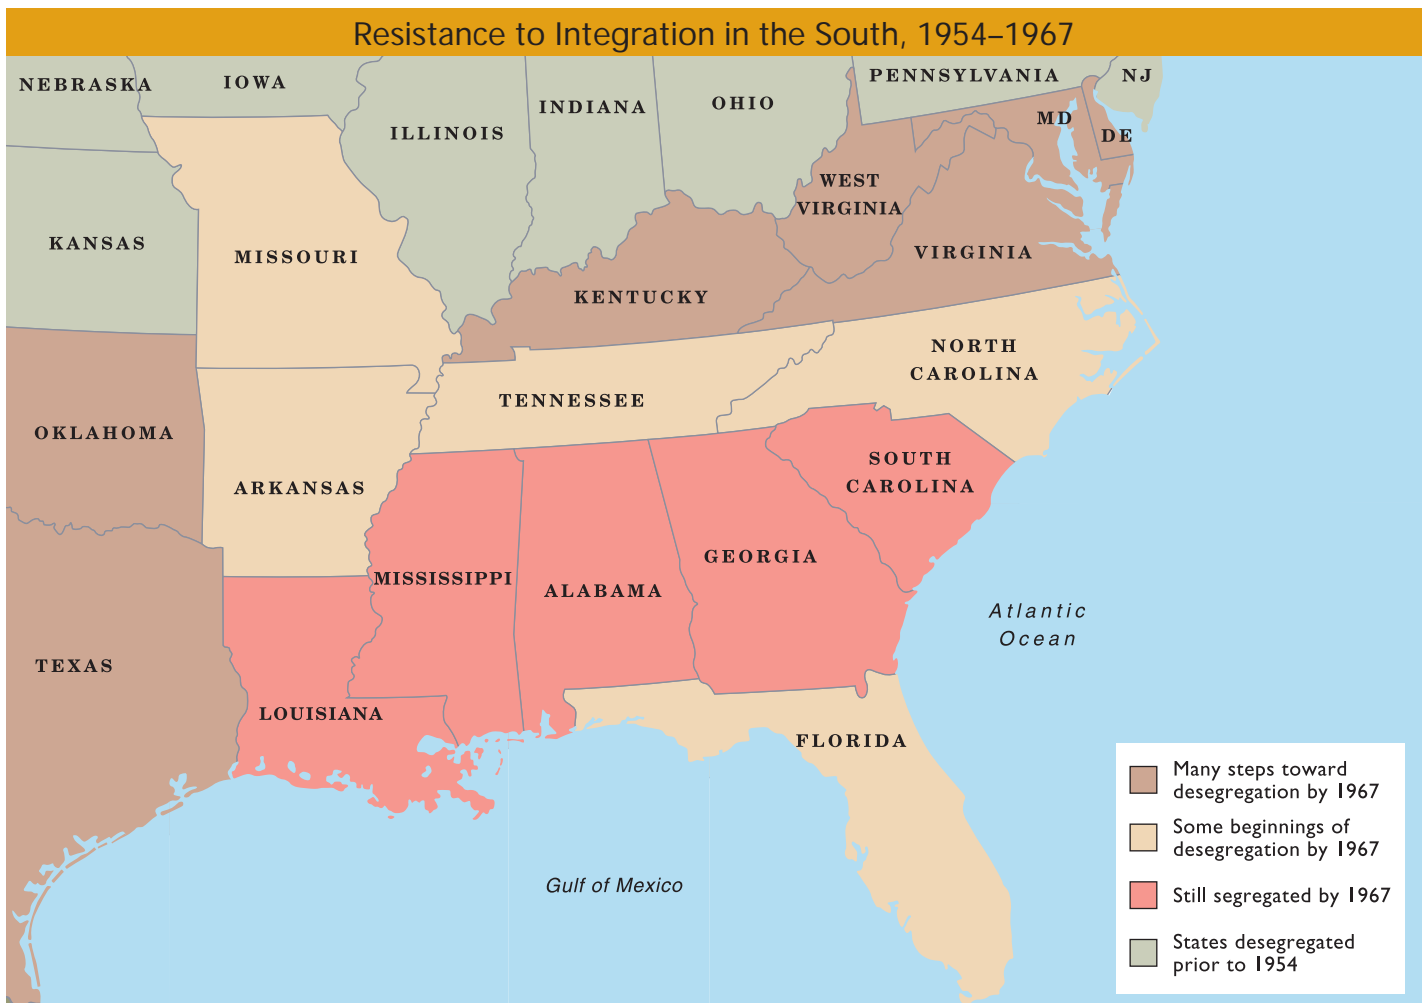 Resistance to Integration in the South, 1954–1967
NEBRASKA
IOWA
ILLINOIS
INDIANA
OHIO
PENNSYLVANIA
NJ
MD
DE
WEST
VIRGINIA
KANSAS
MISSOURI
KENTUCKY
VIRGINIA
NORTH
CAROLINA
TENNESSEE
OKLAHOMA
ARKANSAS
SOUTH
CAROLINA
MISSISSIPPI
ALABAMA
GEORGIA
Atlantic
Ocean
TEXAS
LOUISIANA
FLORIDA
Gulf of Mexico
Many steps toward
desegregation by 1967
Some beginnings of
desegregation by 1967
Still segregated by 1967
States desegregated
prior to 1954